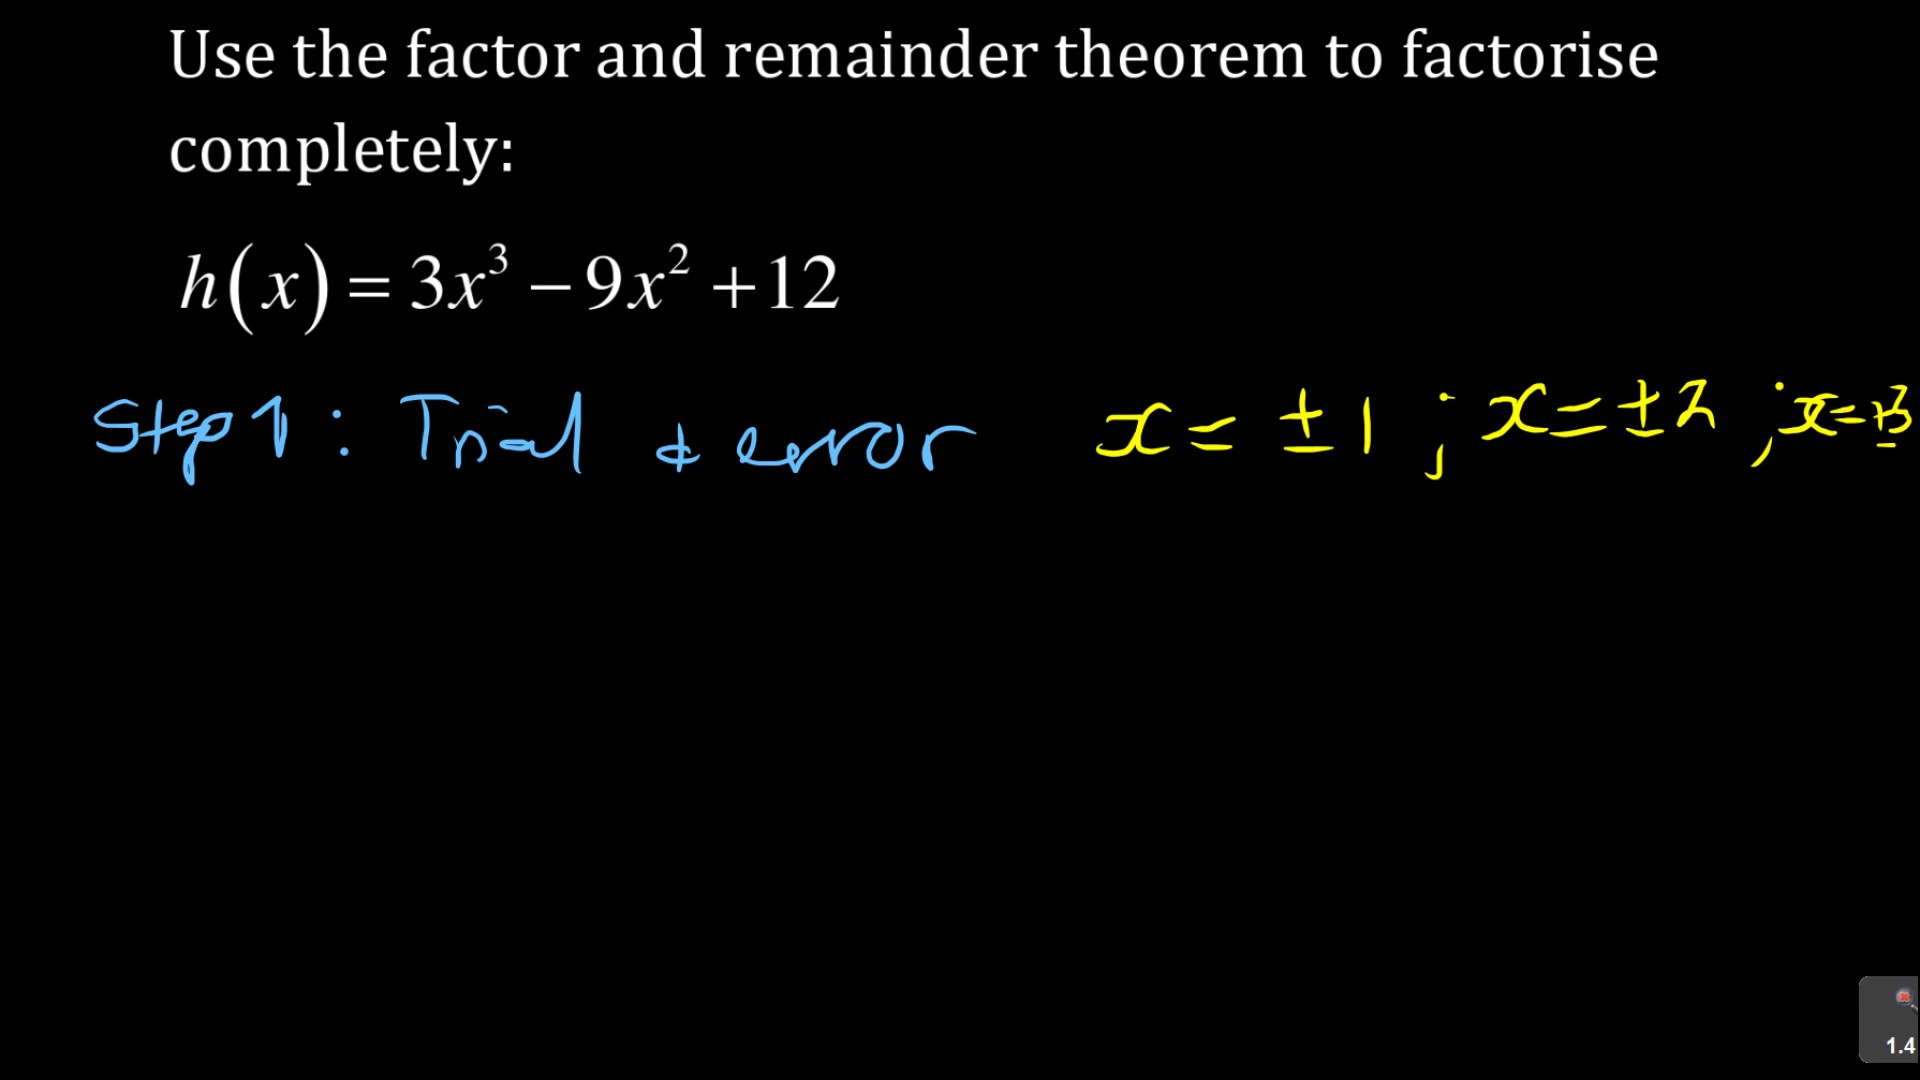 Use the factor and remainder theorem to factorise
completely:
h(x) = 3x³ − 9x² + 12
Step 1 : Trial & error x = ± 1 ; x = ± 2 ; x = ± 3
1.4